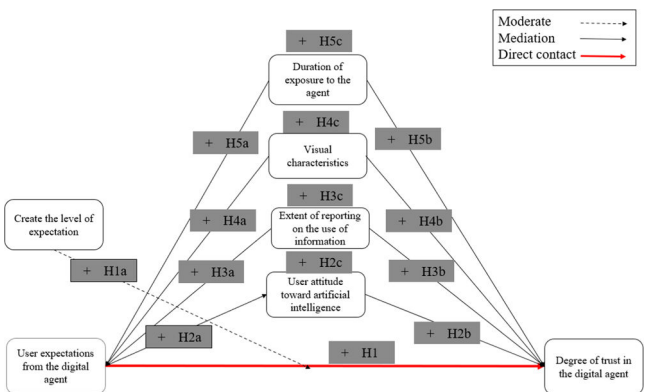 Moderate
Mediation
Direct contact
+ H5c
Duration of
exposure to the
agent
+ H4c
+ H5a
+ H5b
Visual
characteristics
+ H3c
Create the level of
expectation
+ H4a
Extent of reporting
on the use of
information
+ H4b
+ H2c
+ H1a
+ H3a
User attitude
toward artificial
intelligence
+ H3b
+ H2a
+ H2b
User expectations
from the digital
agent
+ H1
Degree of trust in
the digital agent